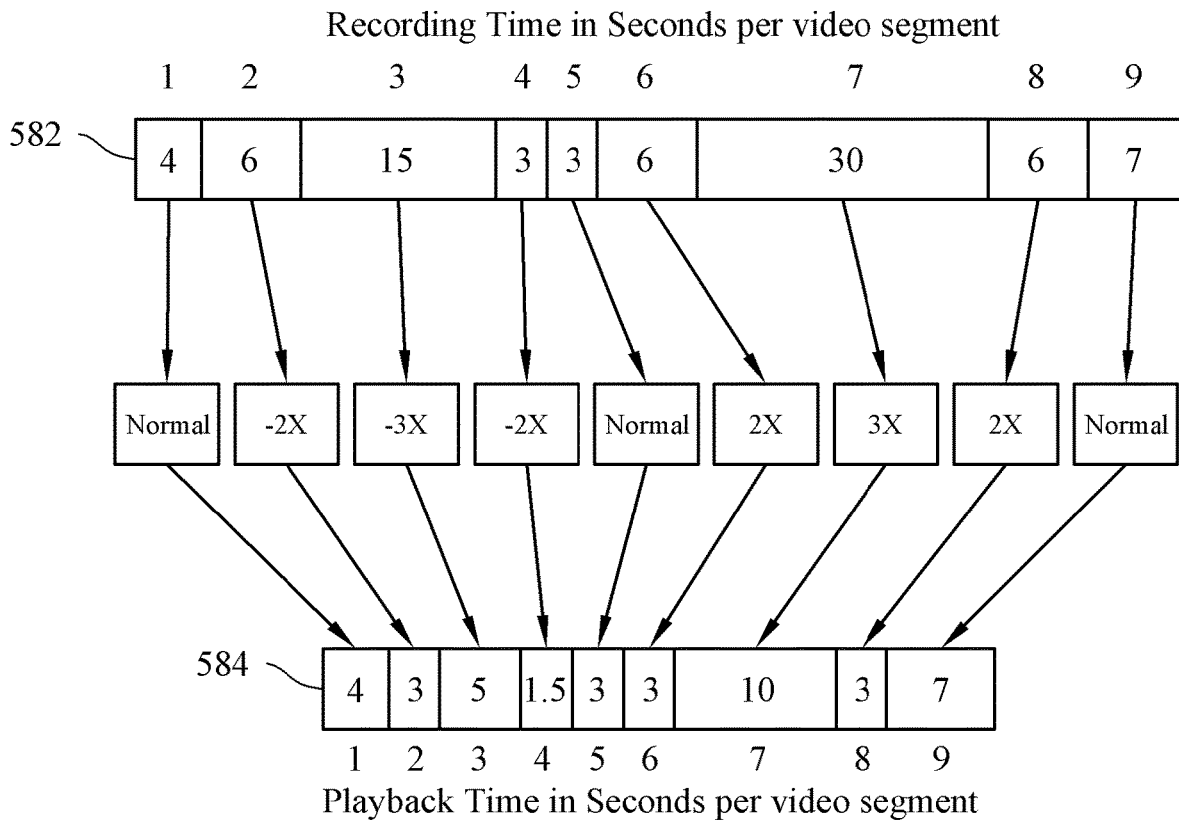 Recording Time in Seconds per video segment
1 2 3 4 5 6 7 8 9
582
4 6 15 3 3 6 30 6 7
Normal -2X -3X -2X Normal 2X 3X 2X Normal
584
4 3 5 1.5 3 3 10 3 7
1 2 3 4 5 6 7 8 9
Playback Time in Seconds per video segment